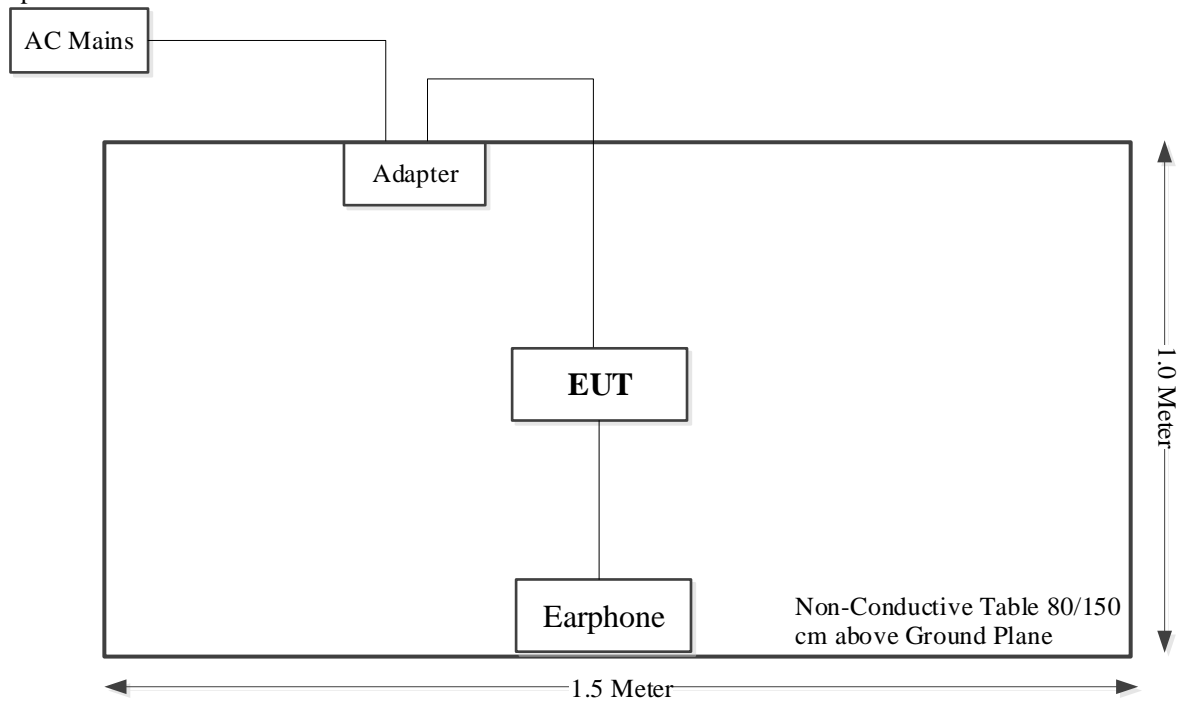 AC Mains
Adapter
EUT
1.0 Meter
Earphone
Non-Conductive Table 80/150
cm above Ground Plane
1.5 Meter